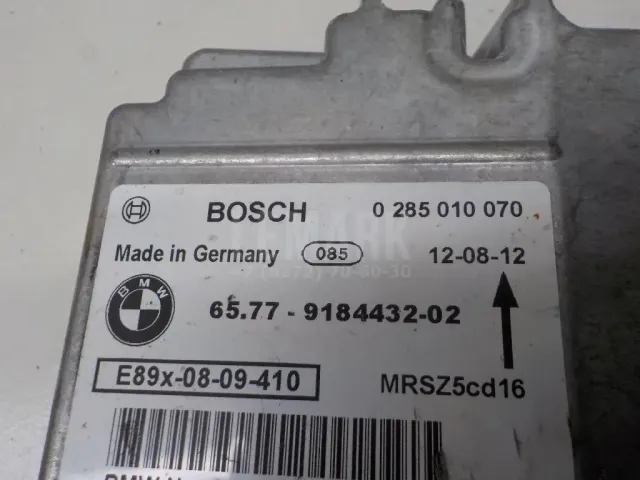 BOSCH 0 285 010 070
Made in Germany 085 12-08-12
BMW
65.77 - 9184432-02
E89x-08-09-410 MRSZ5cd16